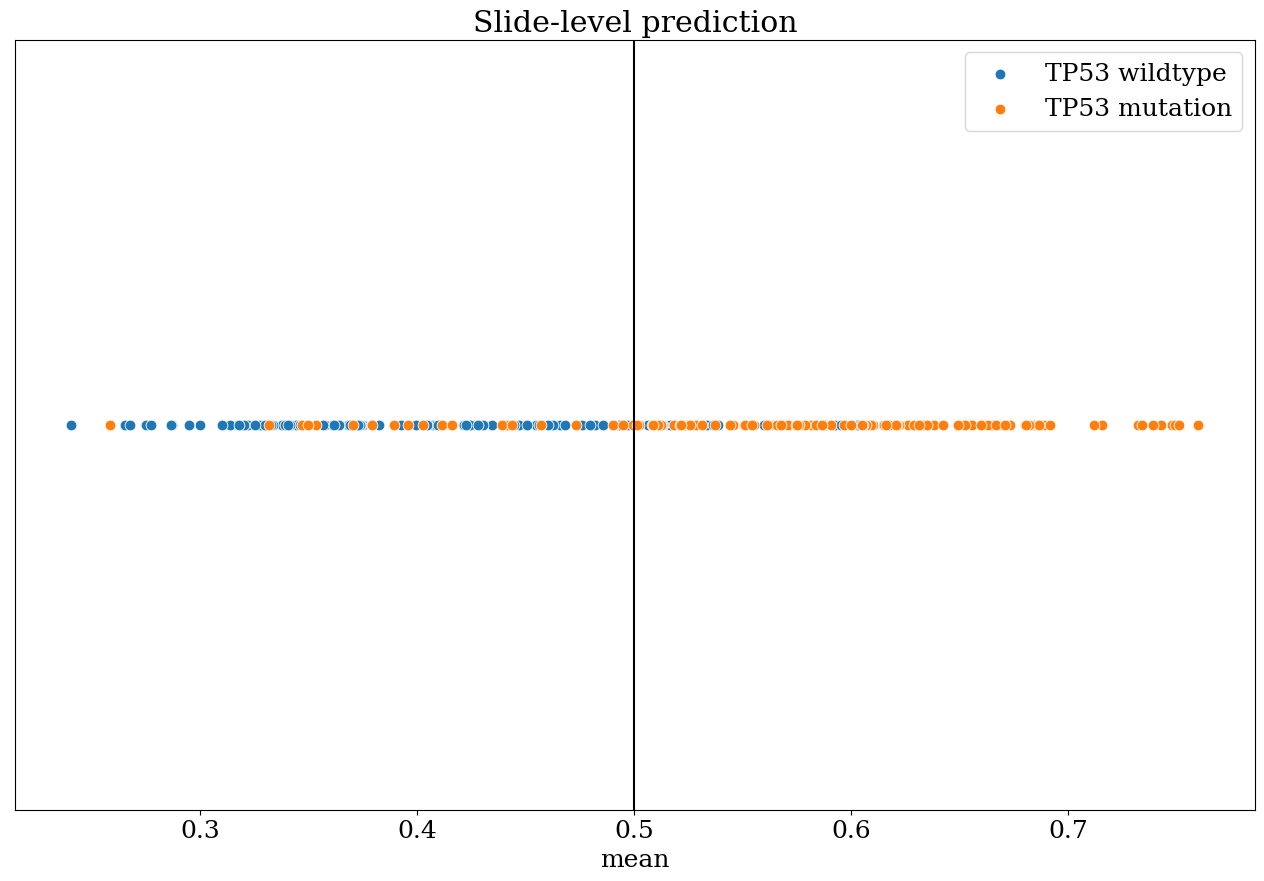 Slide-level prediction
TP53 wildtype
TP53 mutation
0.3 0.4 0.5 0.6 0.7
mean